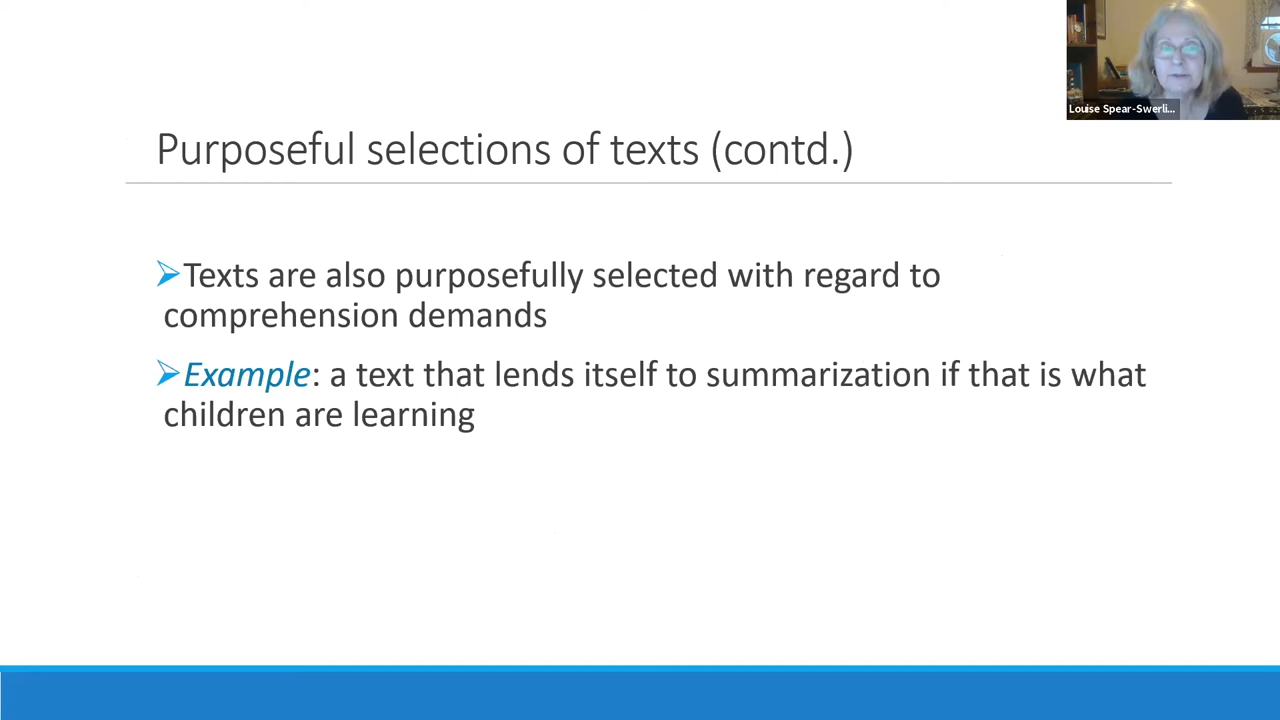 Louise Spear-Swerli...
Purposeful selections of texts (contd.)
➢Texts are also purposefully selected with regard to
comprehension demands
➢Example: a text that lends itself to summarization if that is what
children are learning